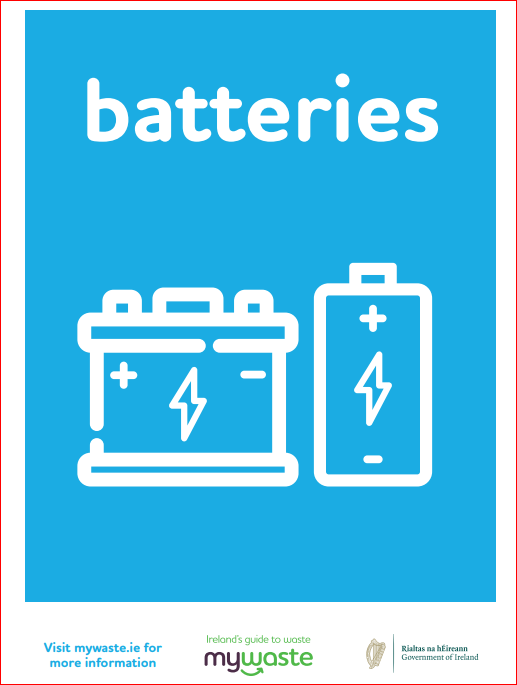 batteries
+
–
+
–
Visit mywaste.ie for
more information
Ireland's guide to waste
mywaste
Rialtas na hÉireann
Government of Ireland